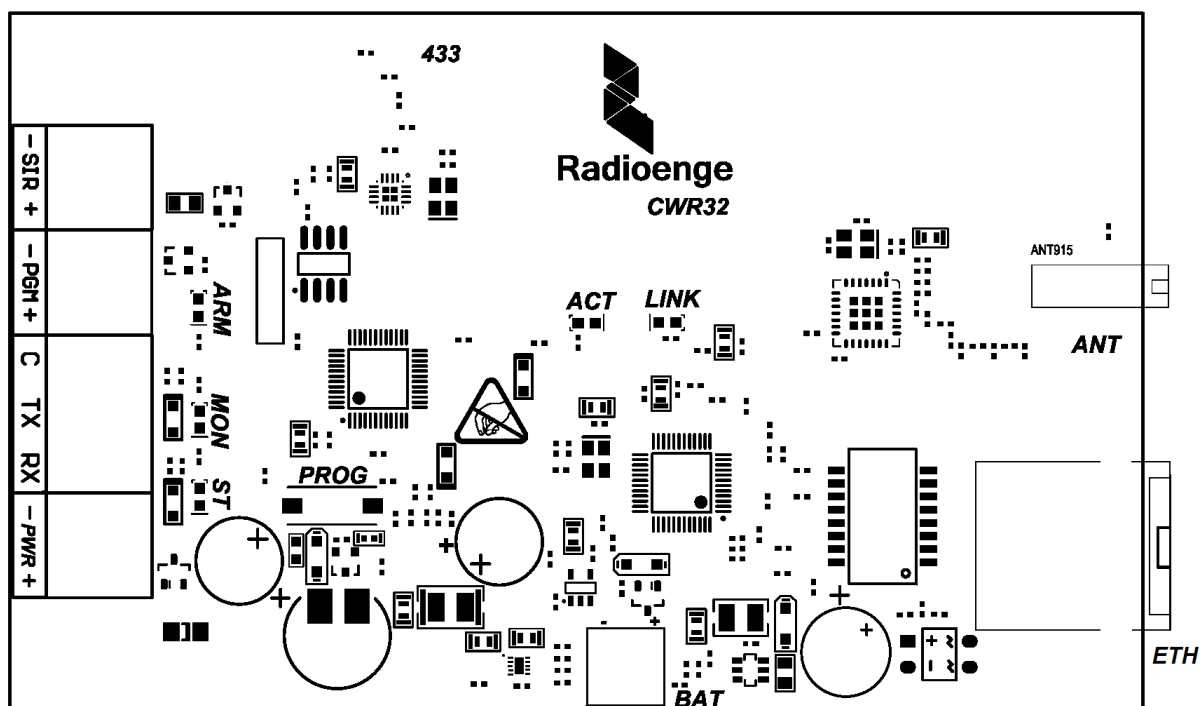 433
Radioenge
CWR32
- SIR +
- PGM +
C TX RX
- PWR +
ARM
MON
ST
PROG
ACT
LINK
ANT915
ANT
BAT
ETH